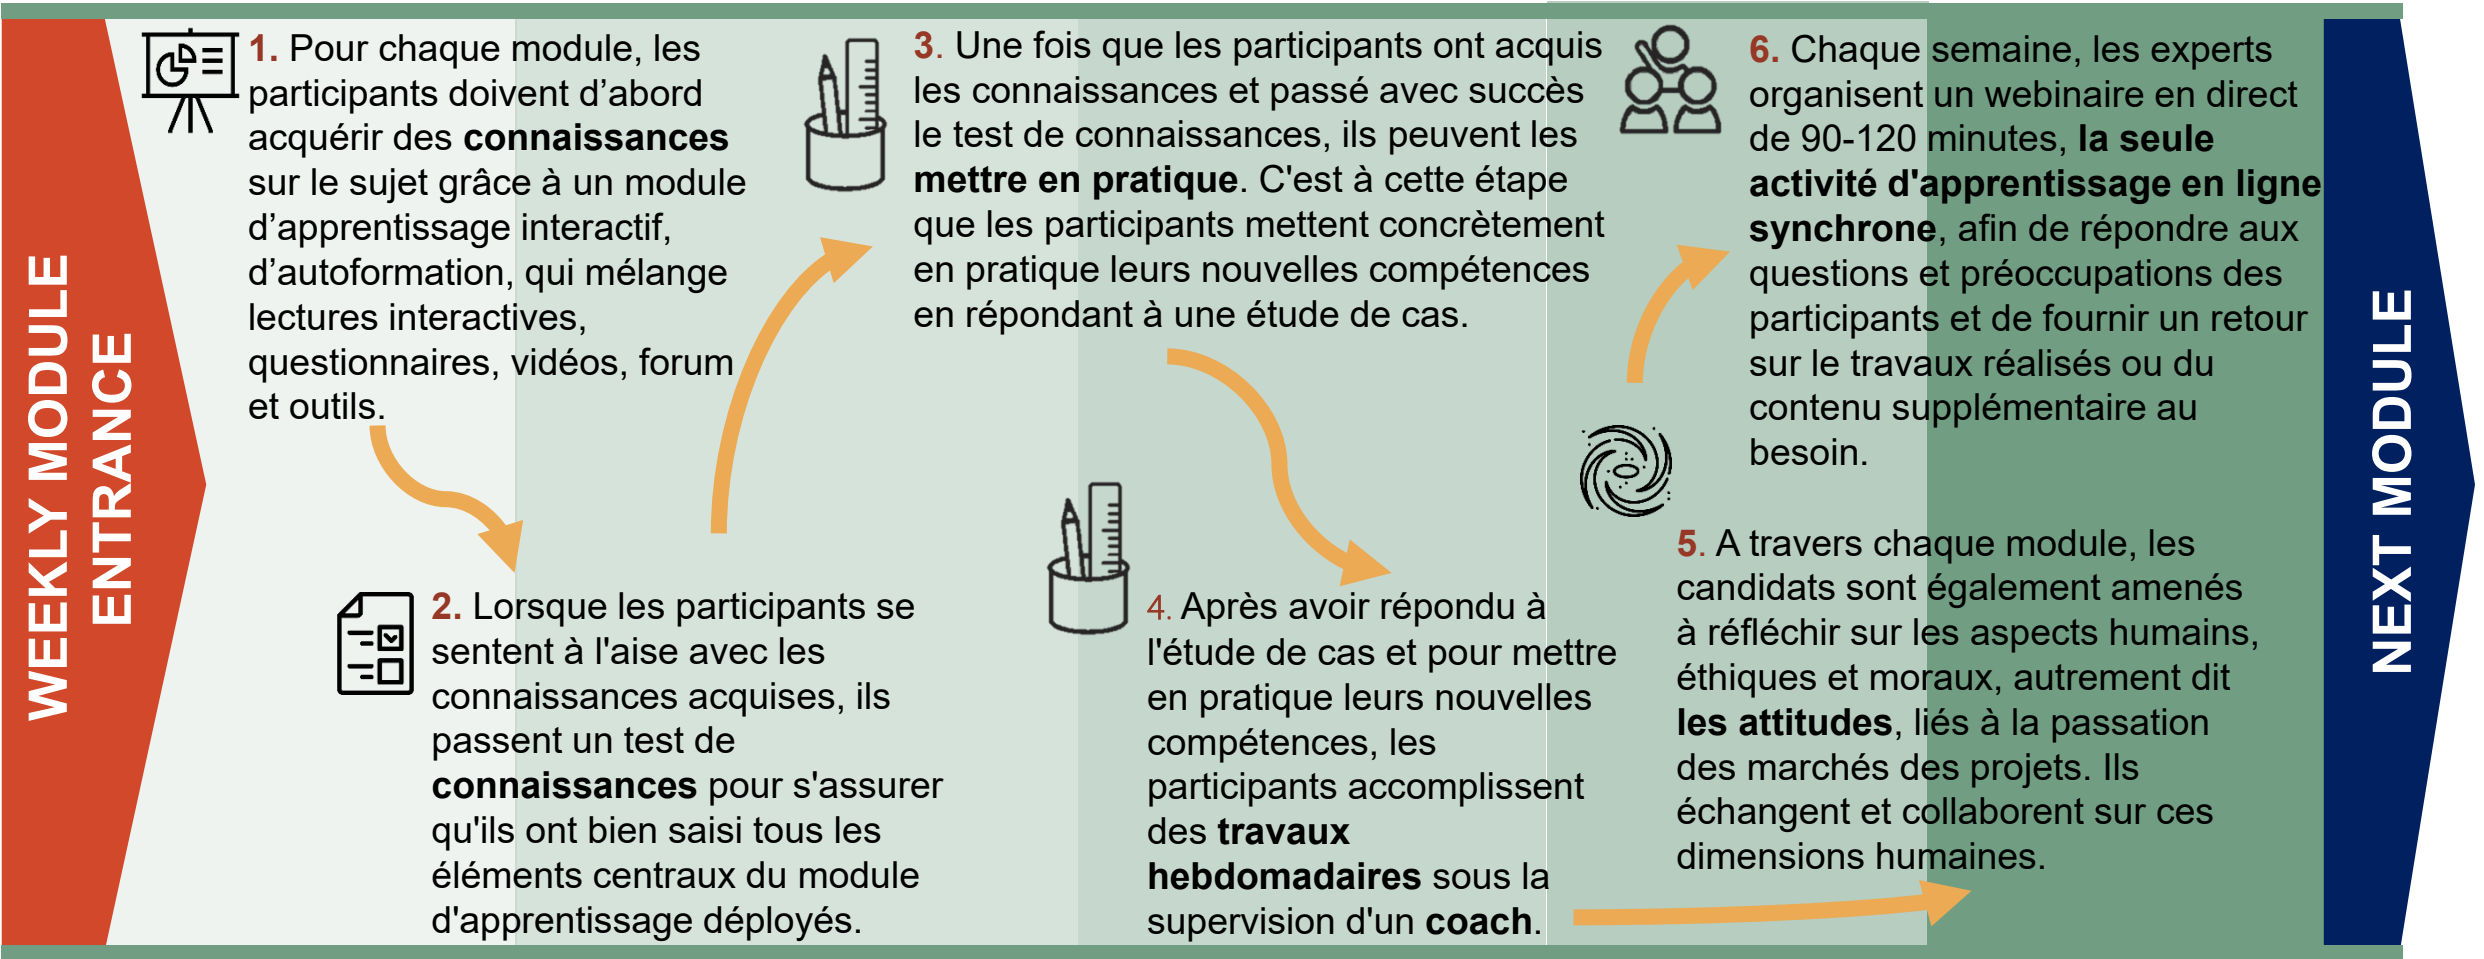 WEEKLY MODULE
ENTRANCE
1. Pour chaque module, les
participants doivent d’abord
acquérir des connaissances
sur le sujet grâce à un module
d’apprentissage interactif,
d’autoformation, qui mélange
lectures interactives,
questionnaires, vidéos, forum
et outils.
2. Lorsque les participants se
sentent à l'aise avec les
connaissances acquises, ils
passent un test de
connaissances pour s'assurer
qu'ils ont bien saisi tous les
éléments centraux du module
d'apprentissage déployés.
3. Une fois que les participants ont acquis
les connaissances et passé avec succès
le test de connaissances, ils peuvent les
mettre en pratique. C'est à cette étape
que les participants mettent concrètement
en pratique leurs nouvelles compétences
en répondant à une étude de cas.
4. Après avoir répondu à
l'étude de cas et pour mettre
en pratique leurs nouvelles
compétences, les
participants accomplissent
des travaux
hebdomadaires sous la
supervision d'un coach.
5. A travers chaque module, les
candidats sont également amenés
à réfléchir sur les aspects humains,
éthiques et moraux, autrement dit
les attitudes, liés à la passation
des marchés des projets. Ils
échangent et collaborent sur ces
dimensions humaines.
6. Chaque semaine, les experts
organisent un webinaire en direct
de 90-120 minutes, la seule
activité d'apprentissage en ligne
synchrone, afin de répondre aux
questions et préoccupations des
participants et de fournir un retour
sur le travaux réalisés ou du
contenu supplémentaire au
besoin.
NEXT MODULE